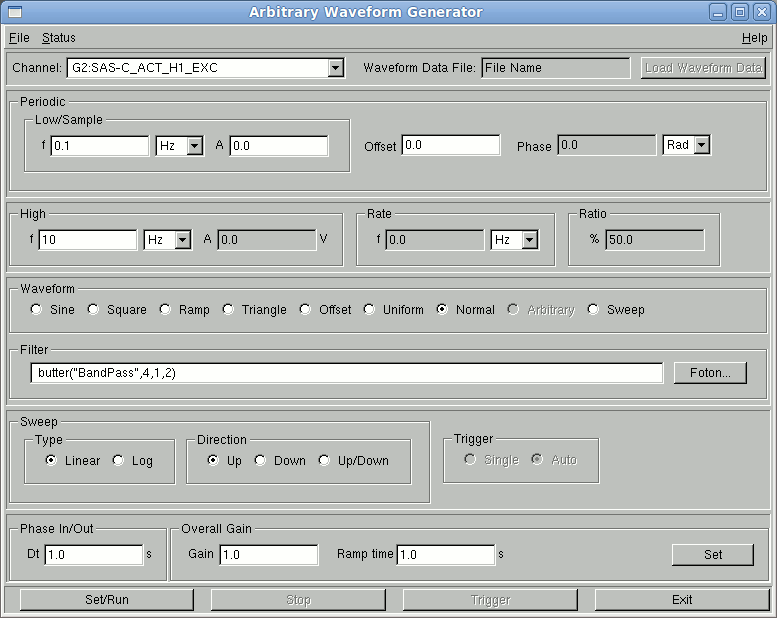 Arbitrary Waveform Generator
File Status Help
Channel: G2:SAS-C_ACT_H1_EXC Waveform Data File: File Name Load Waveform Data
Periodic
Low/Sample
f 0.1 Hz A 0.0 Offset 0.0 Phase 0.0 Rad
High Rate Ratio
f 10 Hz A 0.0 V f 0.0 Hz % 50.0
Waveform
Sine Square Ramp Triangle Offset Uniform Normal Arbitrary Sweep
Filter
butter("BandPass",4,1,2) Foton...
Sweep
Type Direction Trigger
Linear Log Up Down Up/Down Single Auto
Phase In/Out Overall Gain
Dt 1.0 s Gain 1.0 Ramp time 1.0 s Set
Set/Run Stop Trigger Exit